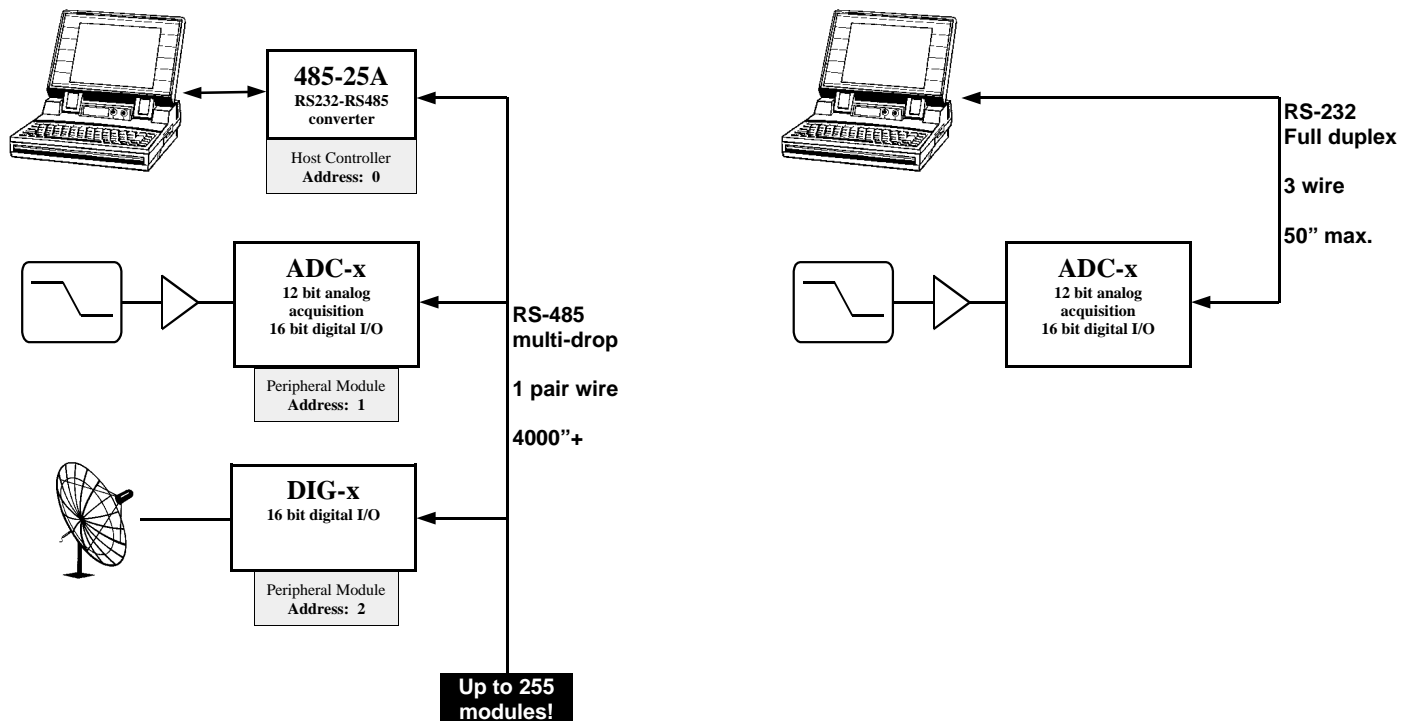 485-25A
RS232-RS485
converter
Host Controller
Address: 0
ADC-x
12 bit analog
acquisition
16 bit digital I/O
Peripheral Module
Address: 1
DIG-x
16 bit digital I/O
Peripheral Module
Address: 2
RS-485
multi-drop
1 pair wire
4000”+
Up to 255
modules!
RS-232
Full duplex
3 wire
50” max.
ADC-x
12 bit analog
acquisition
16 bit digital I/O